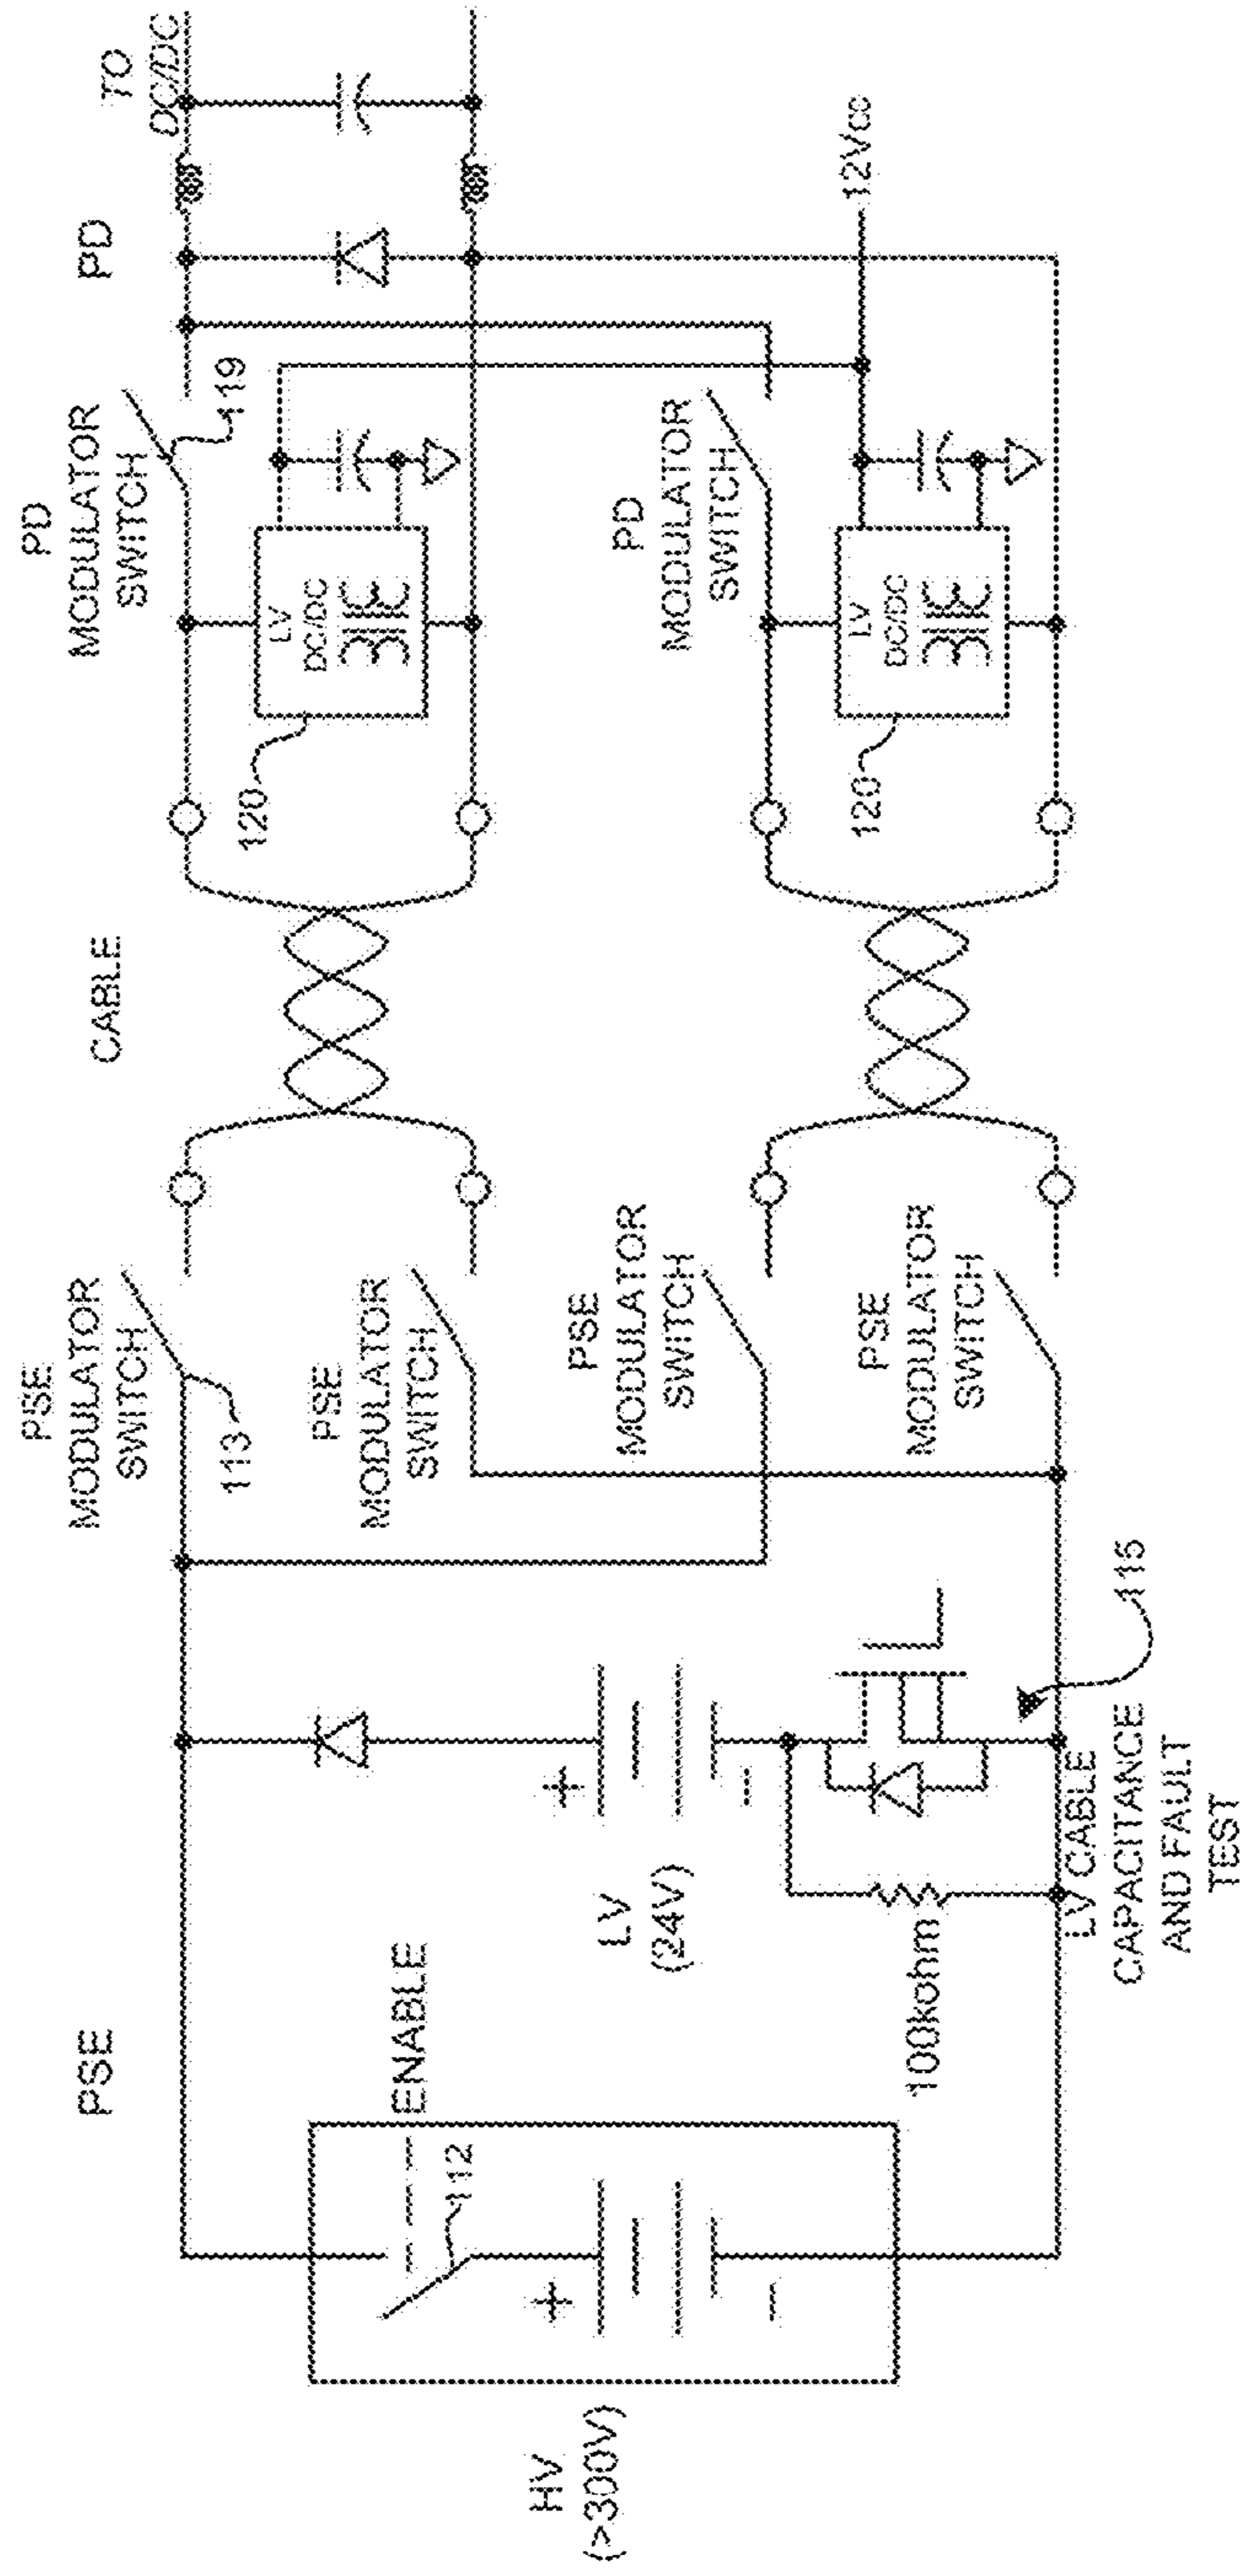 PSE
CABLE
PD
TO
DC/DC
HV
(>300V)
ENABLE
112
+
−
LV
(24V)
+
−
100kohm
LV CABLE
CAPACITANCE
AND FAULT
TEST
115
PSE
MODULATOR
SWITCH
113
PSE
MODULATOR
SWITCH
PSE
MODULATOR
SWITCH
PSE
MODULATOR
SWITCH
PD
MODULATOR
SWITCH
119
LV
DC/DC
120
PD
MODULATOR
SWITCH
LV
DC/DC
120
12Vcc